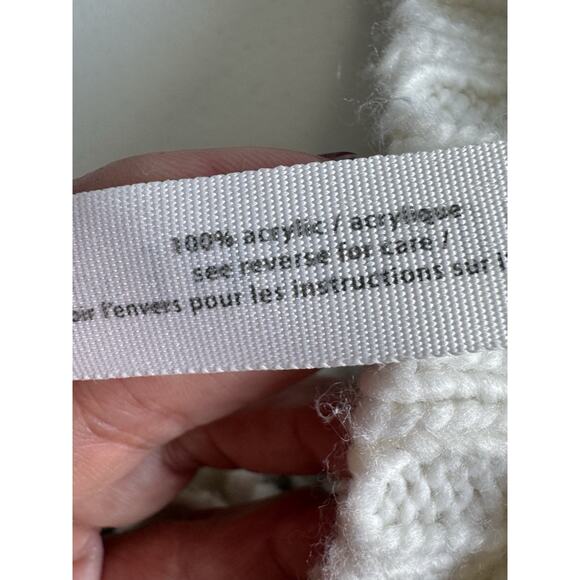 100% acrylic / acrylique
see reverse for care /
oir l'envers pour les instructions sur l'